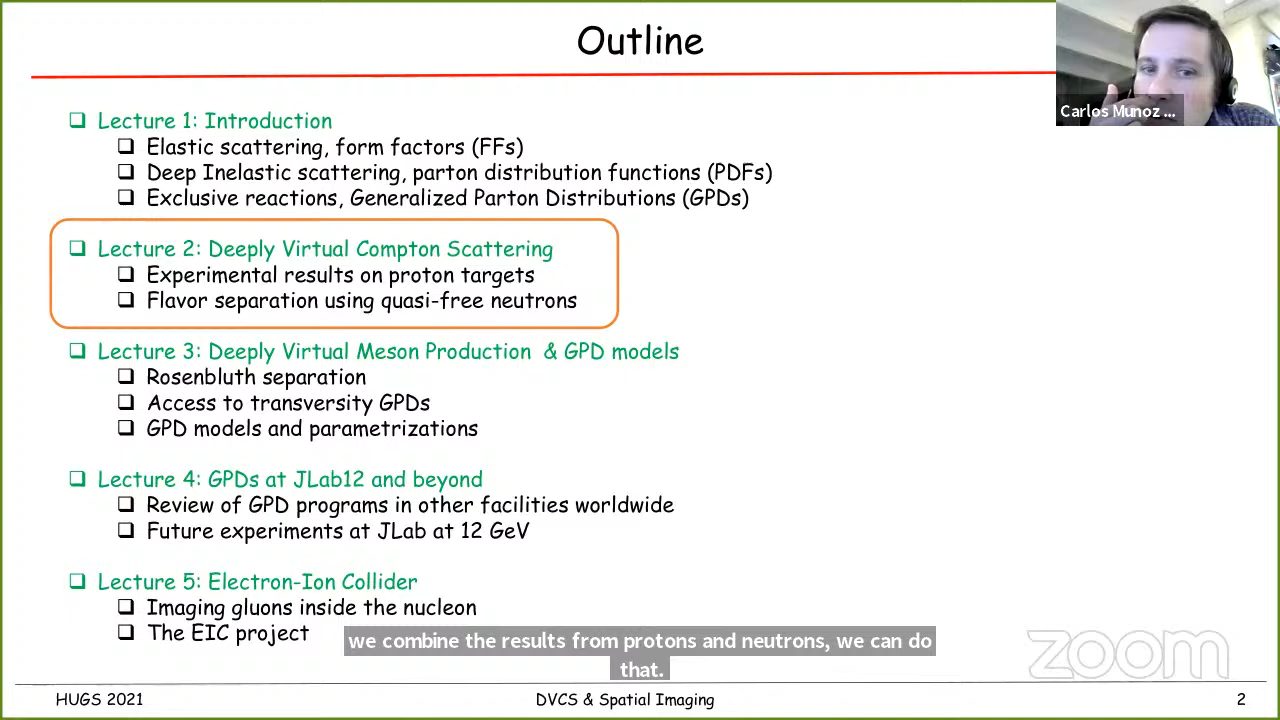 Outline
Carlos Munoz ...
Lecture 1: Introduction
Elastic scattering, form factors (FFs)
Deep Inelastic scattering, parton distribution functions (PDFs)
Exclusive reactions, Generalized Parton Distributions (GPDs)
Lecture 2: Deeply Virtual Compton Scattering
Experimental results on proton targets
Flavor separation using quasi-free neutrons
Lecture 3: Deeply Virtual Meson Production & GPD models
Rosenbluth separation
Access to transversity GPDs
GPD models and parametrizations
Lecture 4: GPDs at JLab12 and beyond
Review of GPD programs in other facilities worldwide
Future experiments at JLab at 12 GeV
Lecture 5: Electron-Ion Collider
Imaging gluons inside the nucleon
The EIC project
we combine the results from protons and neutrons, we can do
that.
zoom
HUGS 2021
DVCS & Spatial Imaging
2